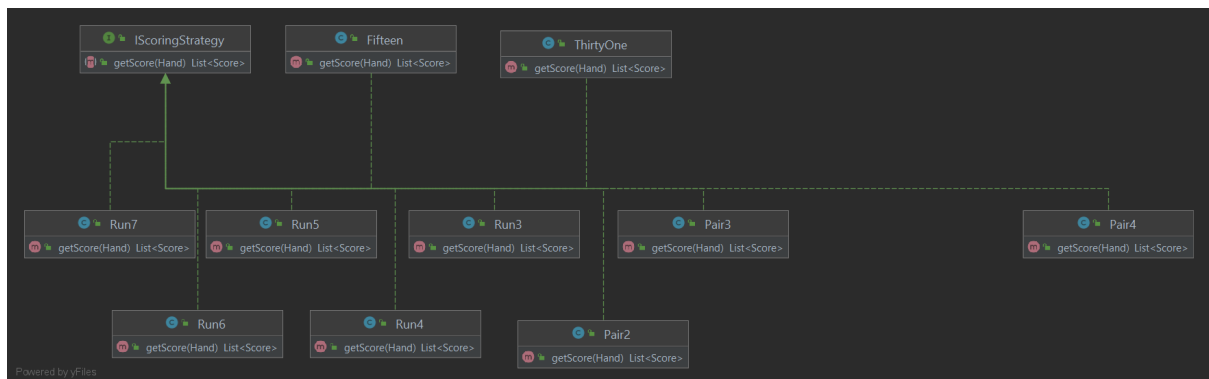 IScoringStrategy
getScore(Hand) List<Score>
Fifteen
getScore(Hand) List<Score>
ThirtyOne
getScore(Hand) List<Score>
Run7
getScore(Hand) List<Score>
Run5
getScore(Hand) List<Score>
Run3
getScore(Hand) List<Score>
Pair3
getScore(Hand) List<Score>
Pair4
getScore(Hand) List<Score>
Run6
getScore(Hand) List<Score>
Run4
getScore(Hand) List<Score>
Pair2
getScore(Hand) List<Score>
Powered by yFiles